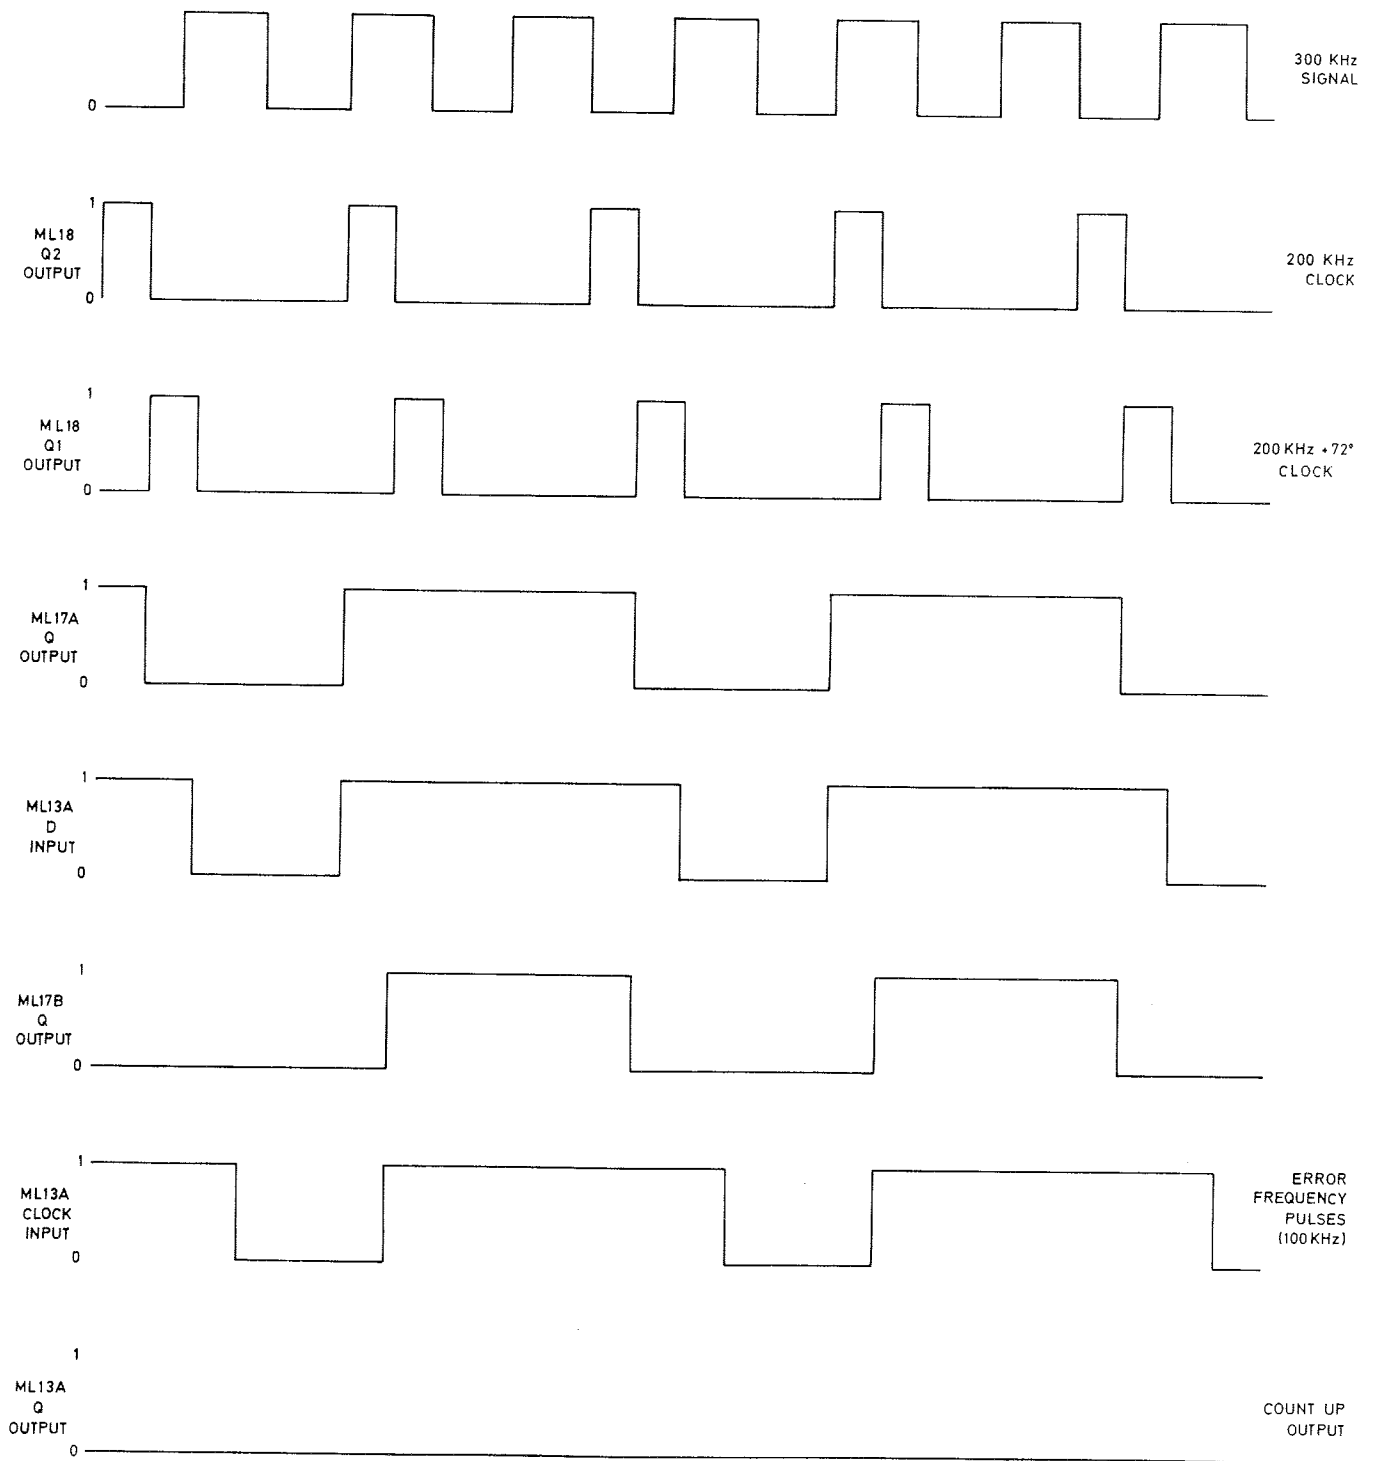 300 KHz
SIGNAL
0
1
ML18
Q2
OUTPUT
0
200 KHz
CLOCK
1
ML18
Q1
OUTPUT
0
200 KHz +72°
CLOCK
1
ML17A
Q
OUTPUT
0
1
ML13A
D
INPUT
0
1
ML17B
Q
OUTPUT
0
1
ML13A
CLOCK
INPUT
0
ERROR
FREQUENCY
PULSES
(100 KHz)
1
ML13A
Q
OUTPUT
0
COUNT UP
OUTPUT